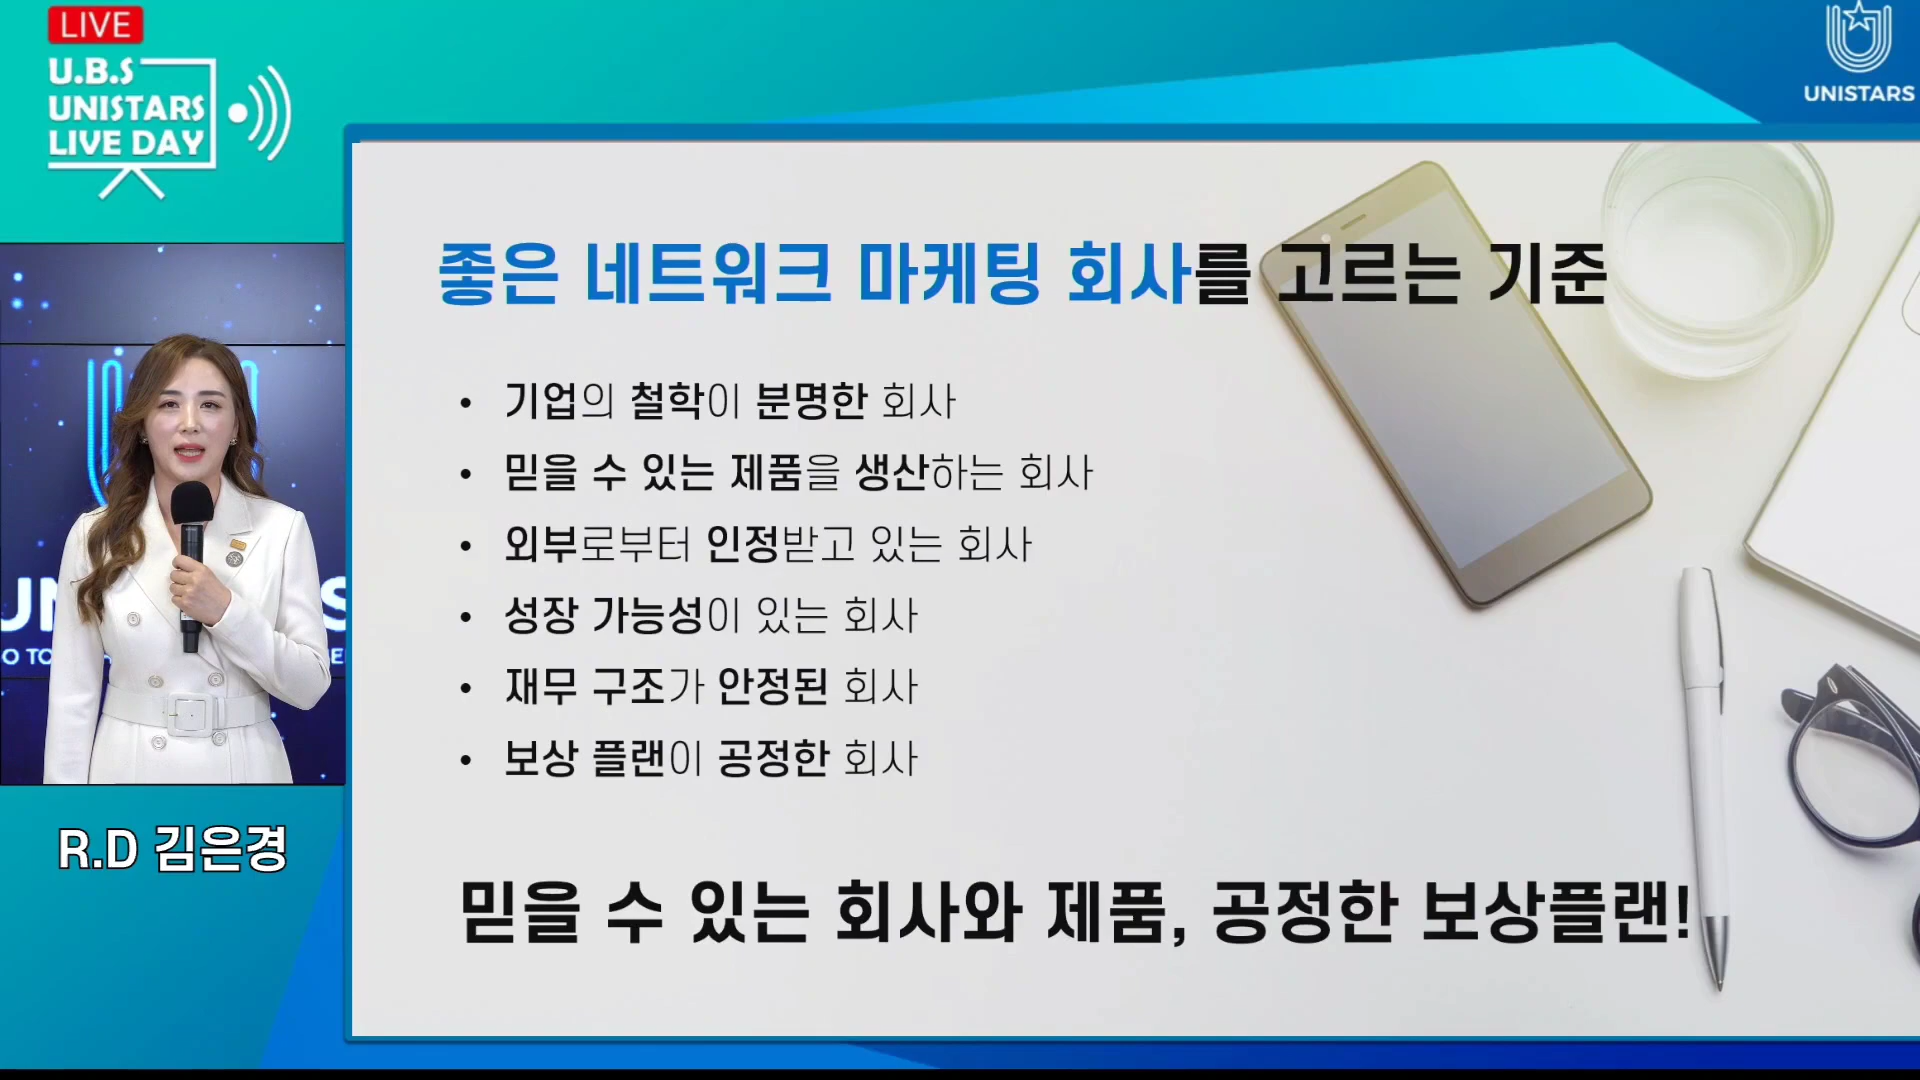 LIVE
U.B.S
UNISTARS
LIVE DAY
UNISTARS
좋은 네트워크 마케팅 회사를 고르는 기준
• 기업의 철학이 분명한 회사
• 믿을 수 있는 제품을 생산하는 회사
• 외부로부터 인정받고 있는 회사
• 성장 가능성이 있는 회사
• 재무 구조가 안정된 회사
• 보상 플랜이 공정한 회사
믿을 수 있는 회사와 제품, 공정한 보상플랜!
R.D 김은경